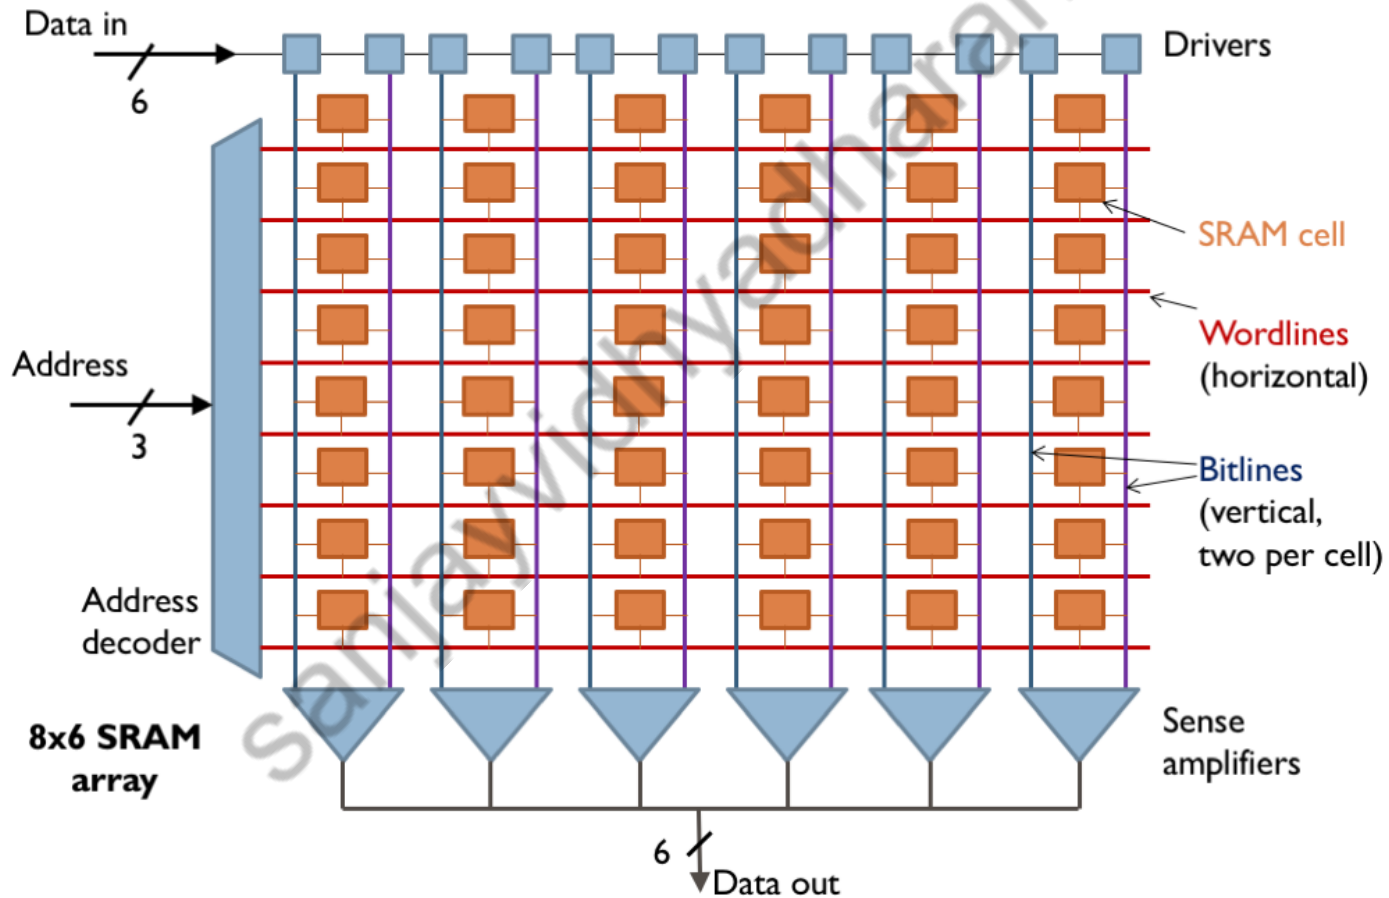 Data in
6
Drivers
SRAM cell
Wordlines
(horizontal)
Address
3
Bitlines
(vertical,
two per cell)
Address
decoder
8x6 SRAM
array
Sense
amplifiers
6
Data out
sanjayvidhyadharan